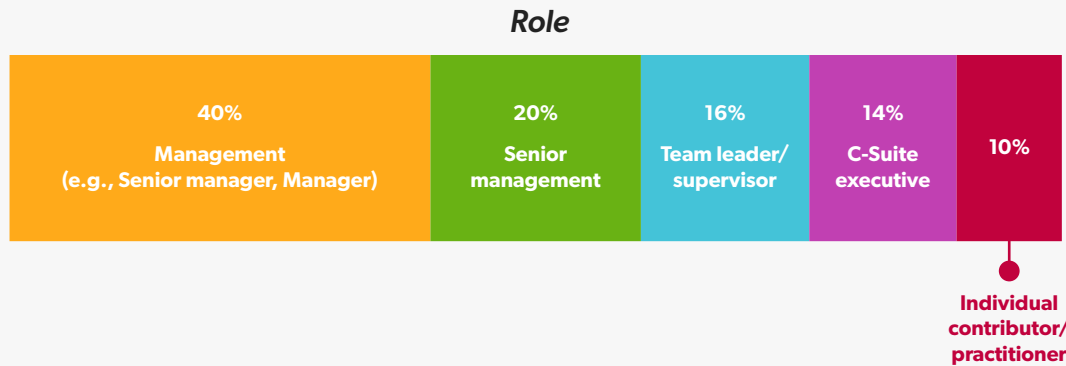 Role
40%
Management
(e.g., Senior manager, Manager)
20%
Senior
management
16%
Team leader/
supervisor
14%
C-Suite
executive
10%
Individual
contributor/
practitioner